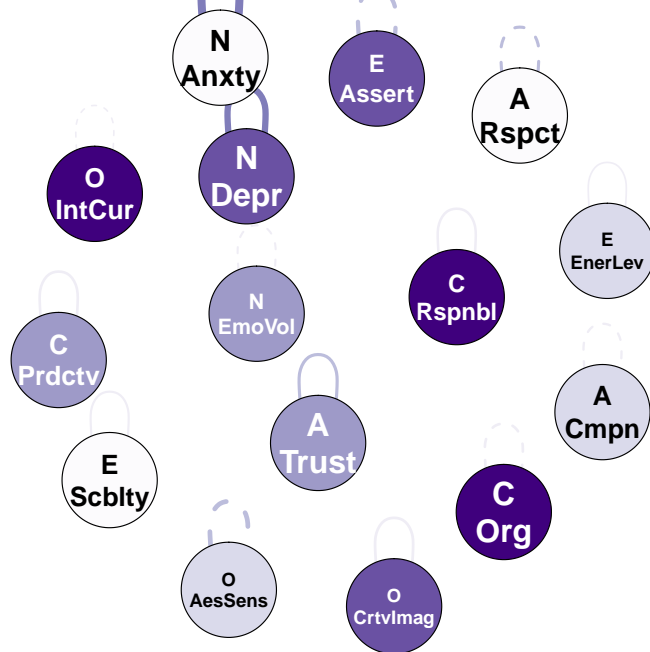 N
Anxty
E
Assert
A
Rspct
N
Depr
O
IntCur
E
EnerLev
C
Rspnbl
N
EmoVol
C
Prdctv
A
Cmpn
A
Trust
E
Scblty
C
Org
O
AesSens
O
CrtvImag